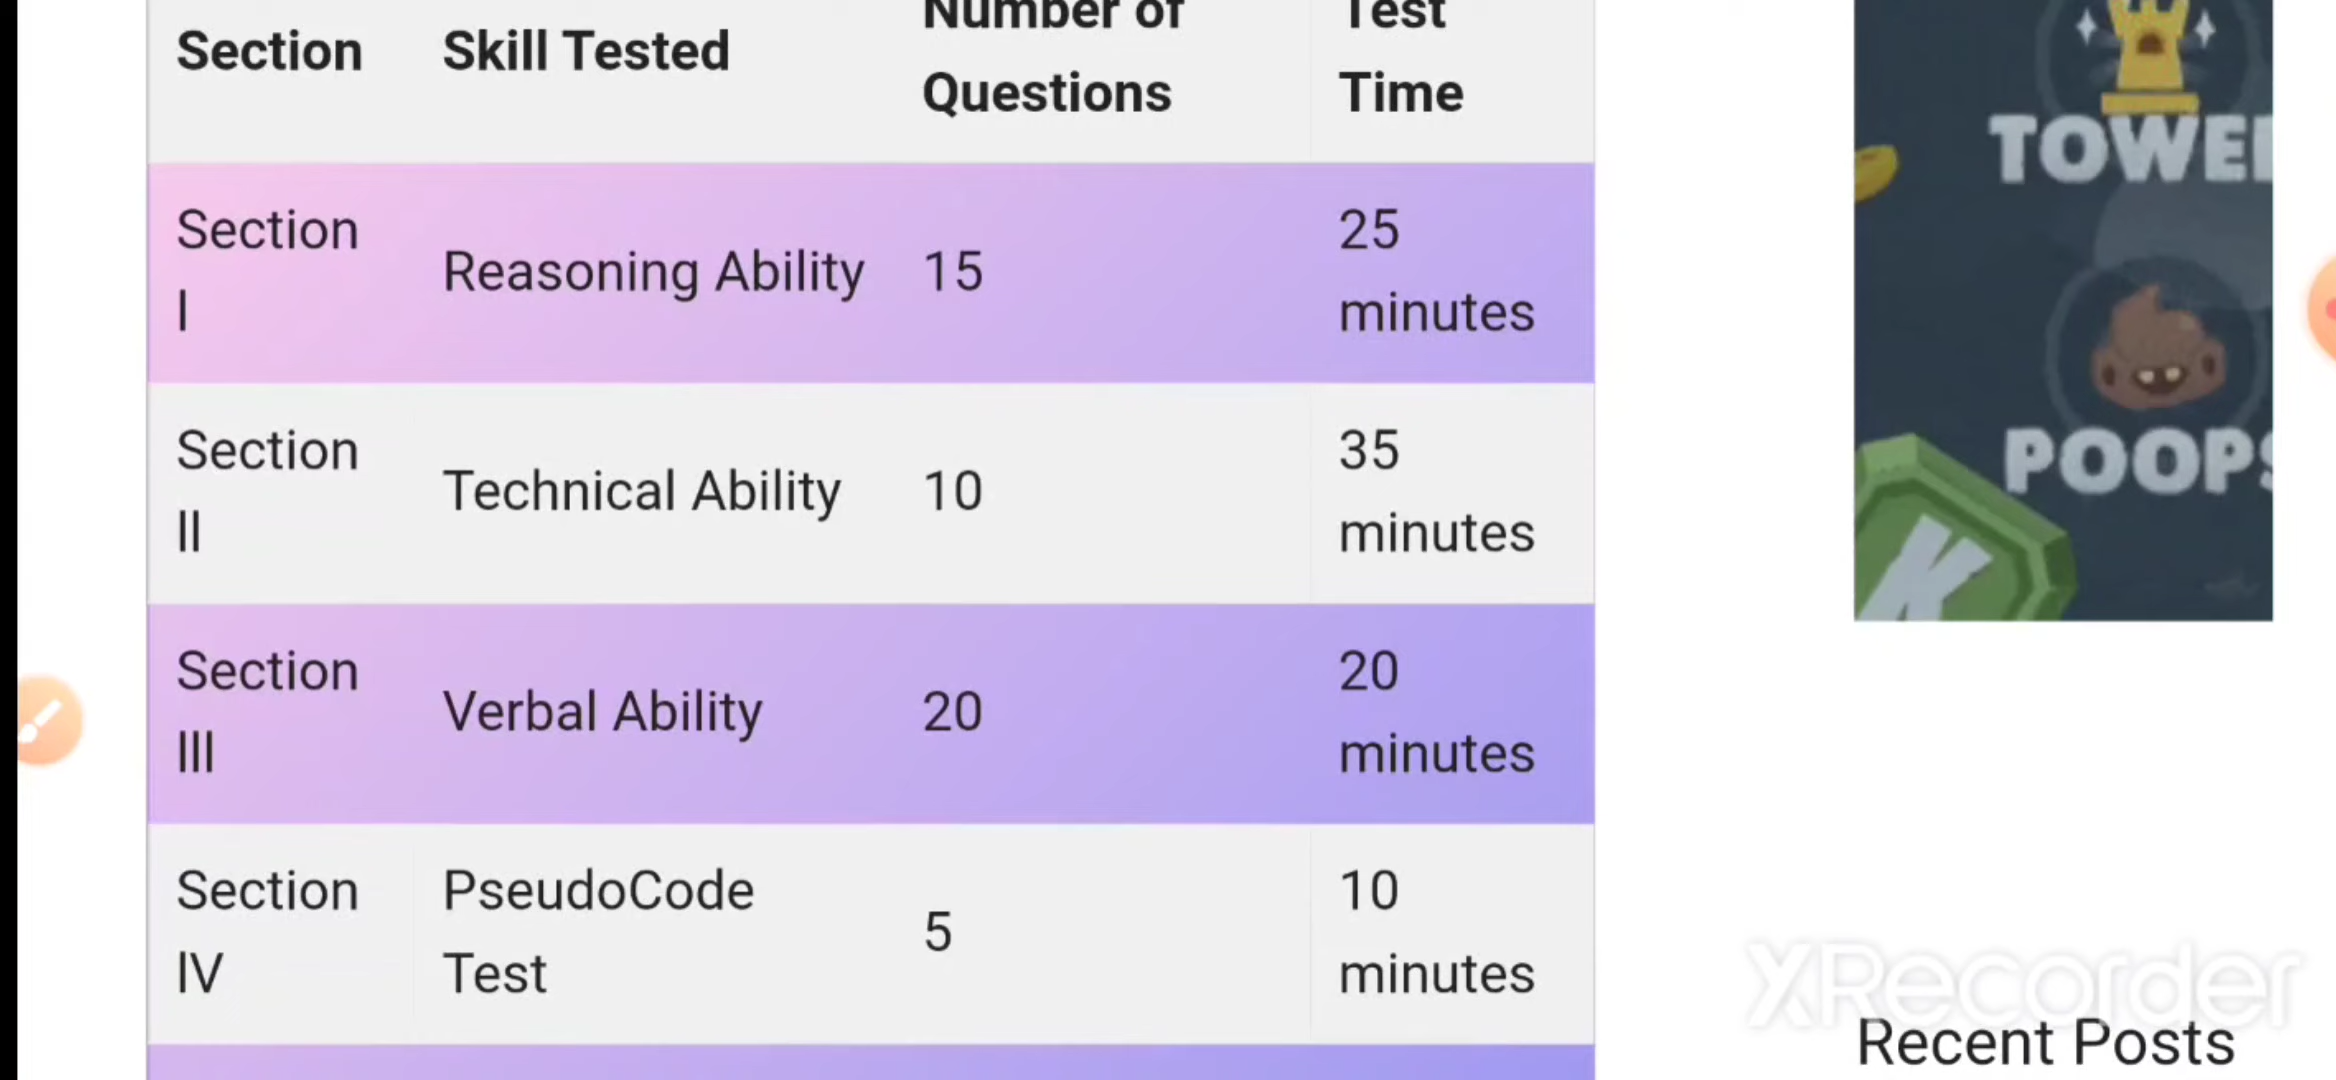 Section Skill Tested Number of Questions Test Time
Section I Reasoning Ability 15 25 minutes
Section II Technical Ability 10 35 minutes
Section III Verbal Ability 20 20 minutes
Section IV PseudoCode Test 5 10 minutes
K
XRecorder
Recent Posts